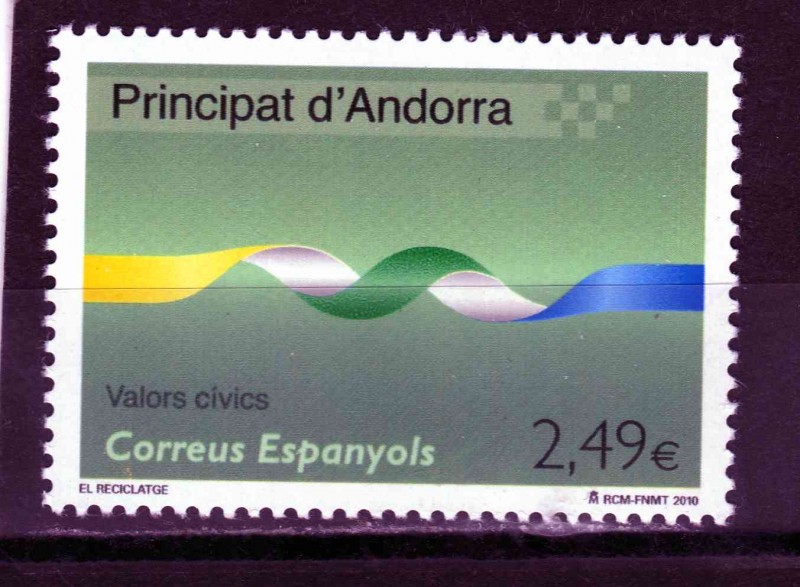 Principat d'Andorra
Valors cívics
Correus Espanyols
2,49€
EL RECICLATGE
RCM-FNMT 2010